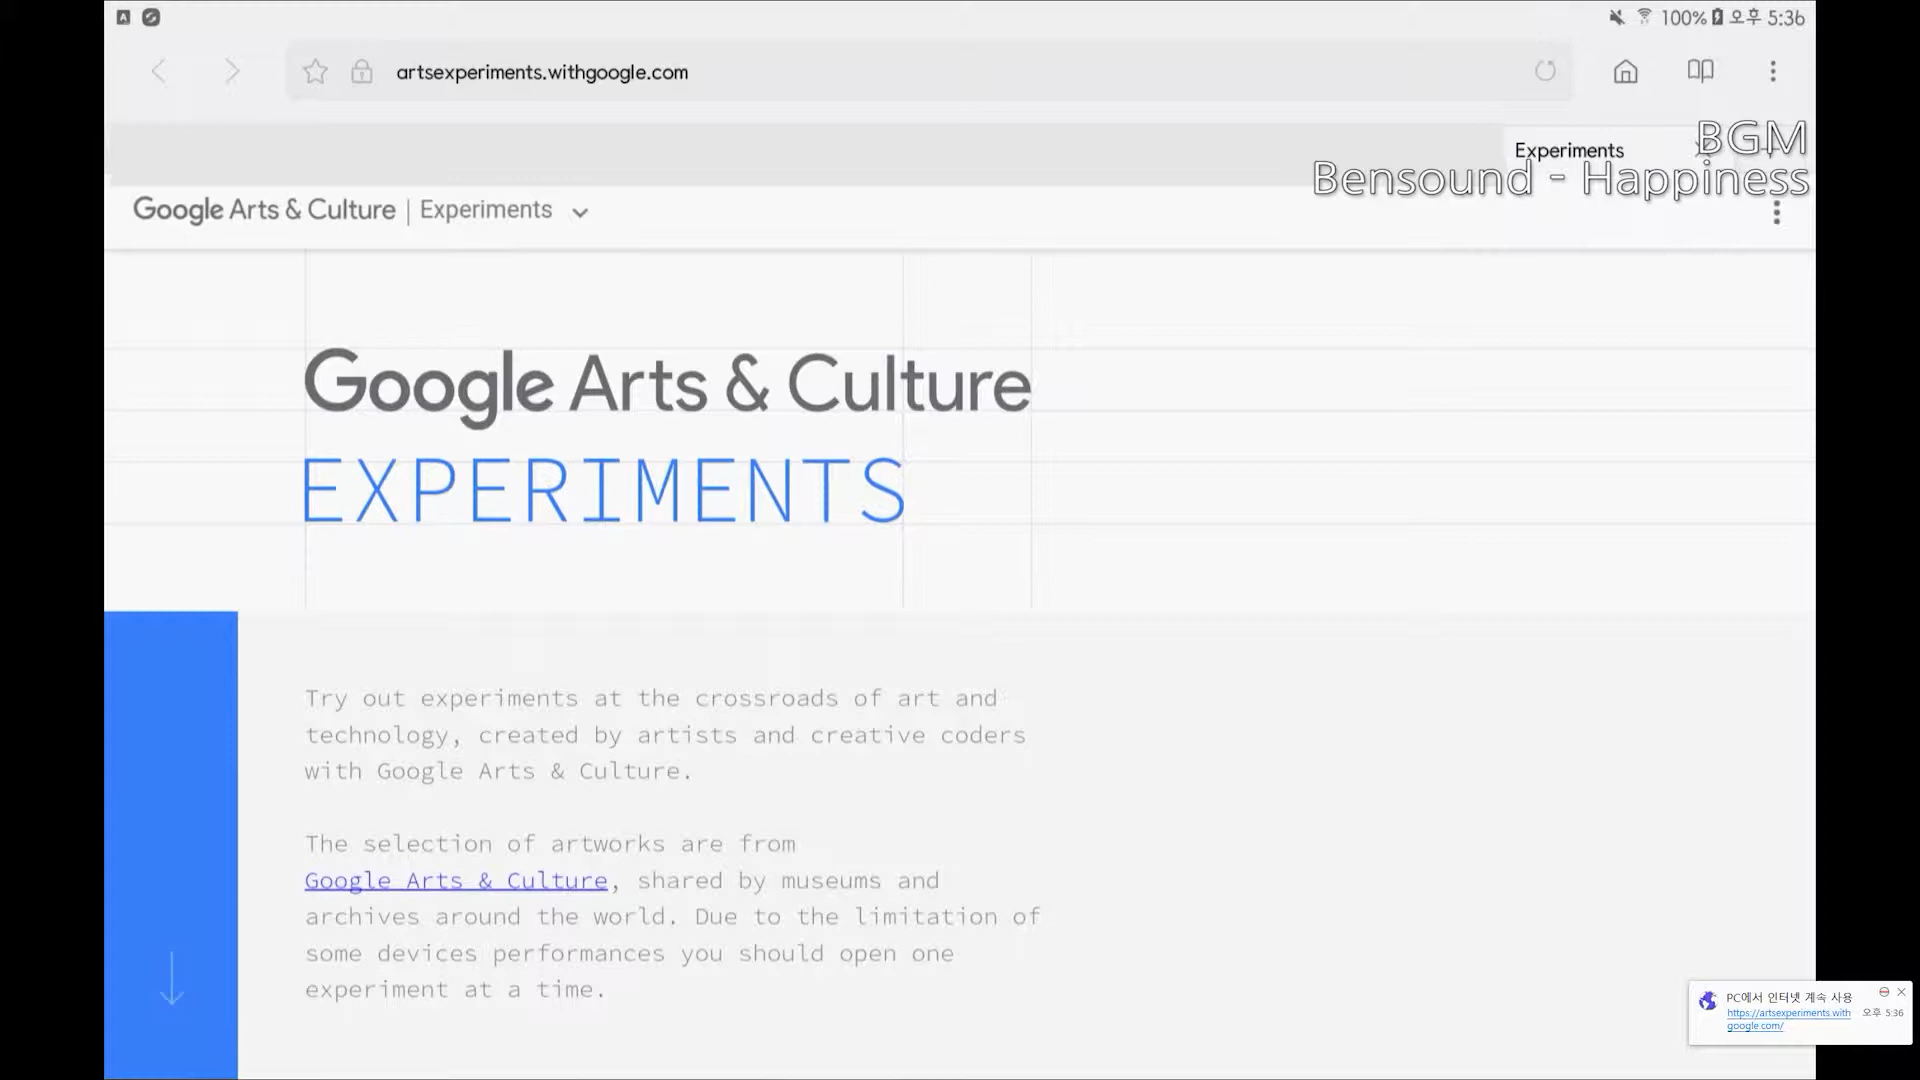 100% 오후 5:36
artsexperiments.withgoogle.com
Experiments
BGM
Bensound - Happiness
Google Arts & Culture | Experiments
Google Arts & Culture
EXPERIMENTS
Try out experiments at the crossroads of art and
technology, created by artists and creative coders
with Google Arts & Culture.
The selection of artworks are from
Google Arts & Culture, shared by museums and
archives around the world. Due to the limitation of
some devices performances you should open one
experiment at a time.
PC에서 인터넷 계속 사용
https://artsexperiments.with 오후 5:36
google.com/